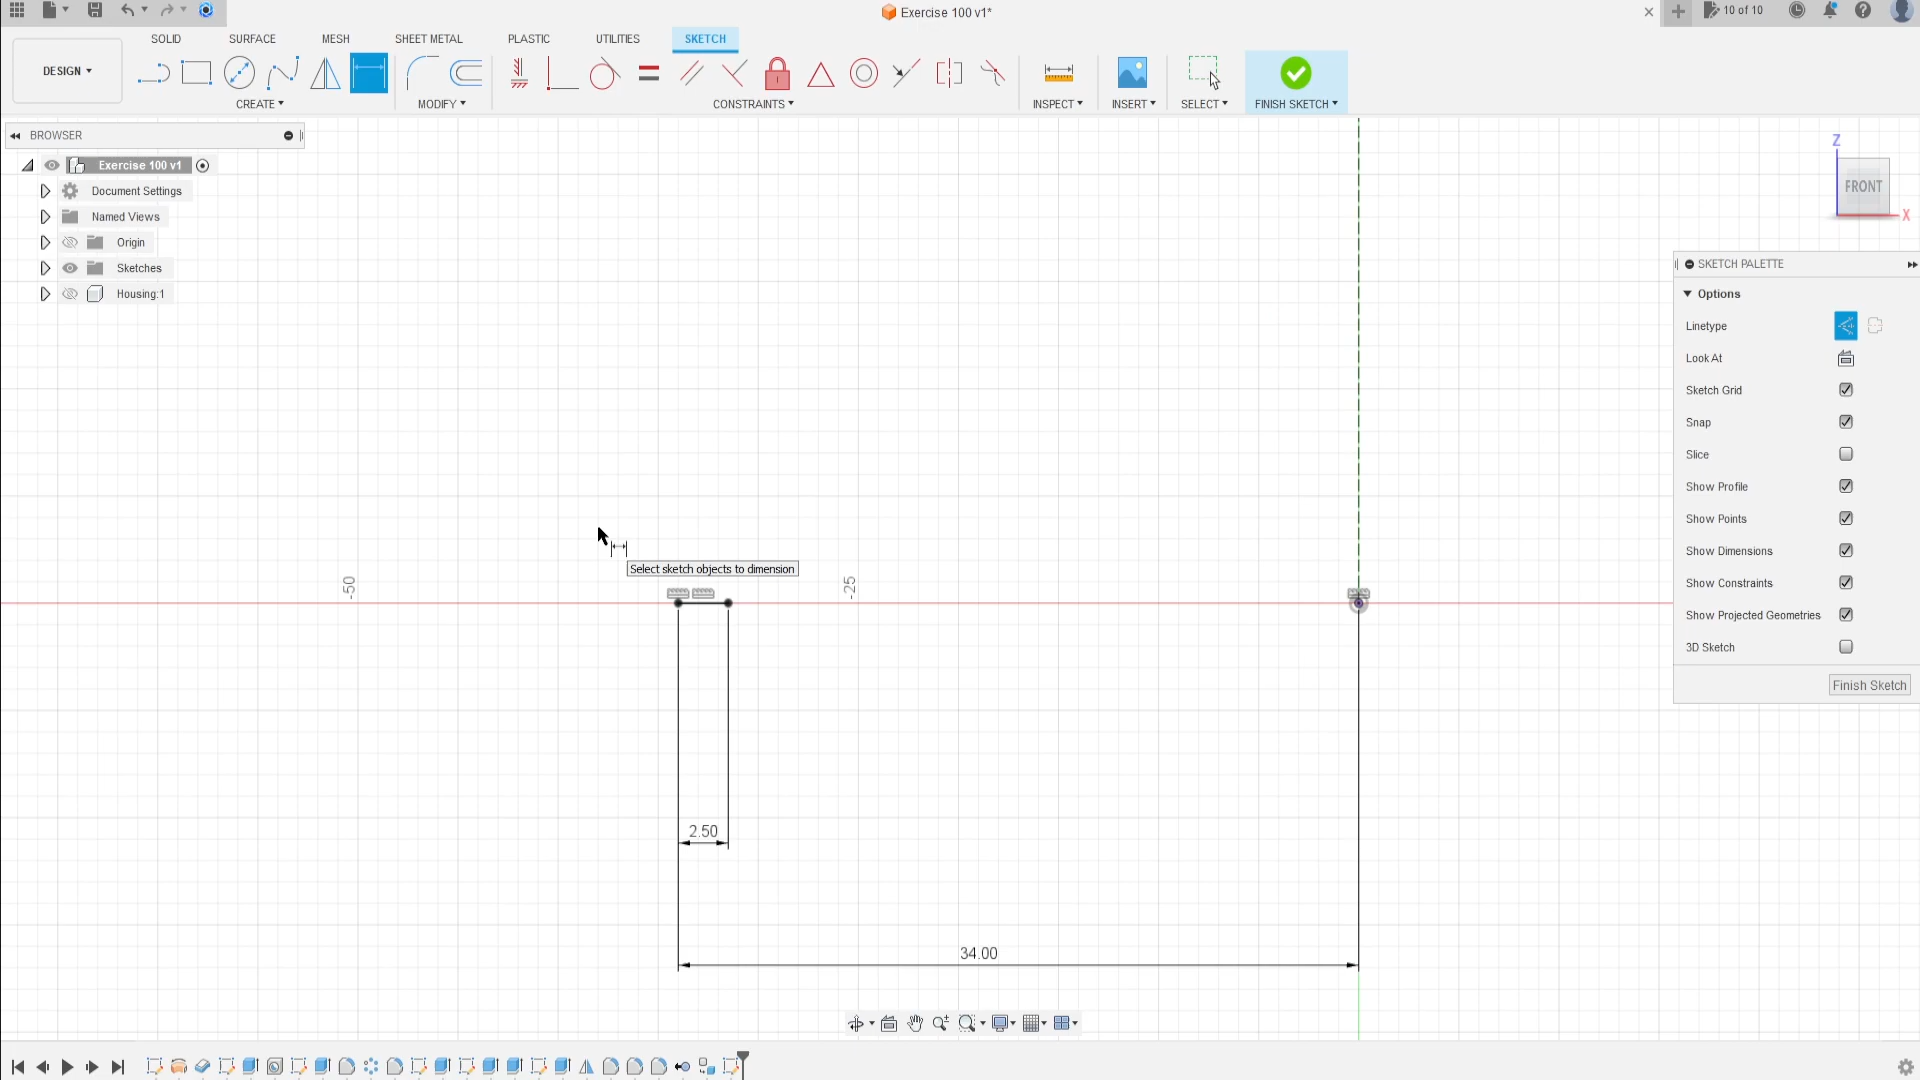 Exercise 100 v1*
10 of 10
SOLID SURFACE MESH SHEET METAL PLASTIC UTILITIES SKETCH
DESIGN
CREATE MODIFY CONSTRAINTS INSPECT INSERT SELECT FINISH SKETCH
BROWSER
Exercise 100 v1
Document Settings
Named Views
Origin
Sketches
Housing:1
Z
FRONT
X
SKETCH PALETTE
Options
Linetype
Look At
Sketch Grid
Snap
Slice
Show Profile
Show Points
Show Dimensions
Show Constraints
Show Projected Geometries
3D Sketch
Finish Sketch
Select sketch objects to dimension
-50
-25
2.50
34.00